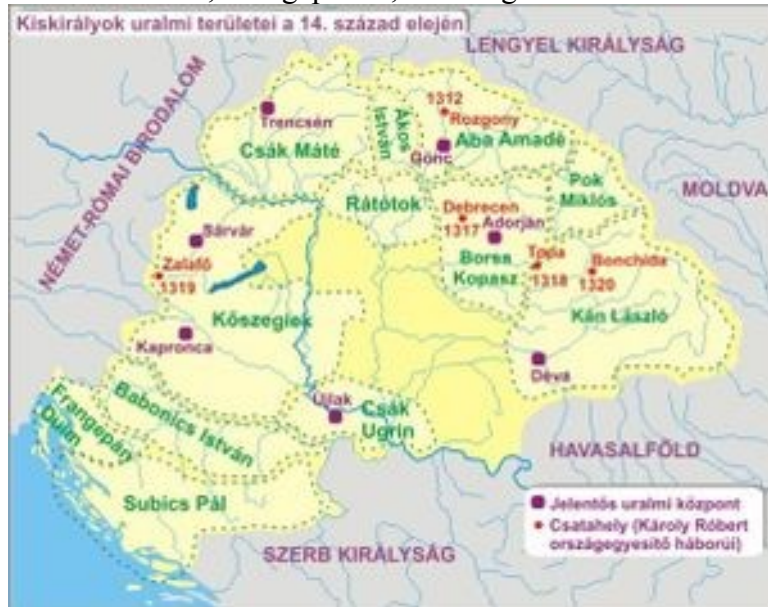 Kiskirályok uralmi területei a 14. század elején
LENGYEL KIRÁLYSÁG
NÉMET-RÓMAI BIRODALOM
MOLDVA
Trencsén
Csák Máté
Ákos
István
1312
Rozgony
Aba Amadé
Gönc
Pok
Miklós
Rátótok
Debrecen
1317
Adorján
Borsa
Kopasz
Topa
1318
Bonchida
1320
Kán László
Déva
Sárvár
Zalafő
1319
Kőszegiek
Kapronca
Újlak
Csák
Ugrin
Babonics István
Frangepán
Dujin
Subics Pál
HAVASALFÖLD
SZERB KIRÁLYSÁG
Jelentős uralmi központ
Csatahely (Károly Róbert
országegyesítő háborúi)